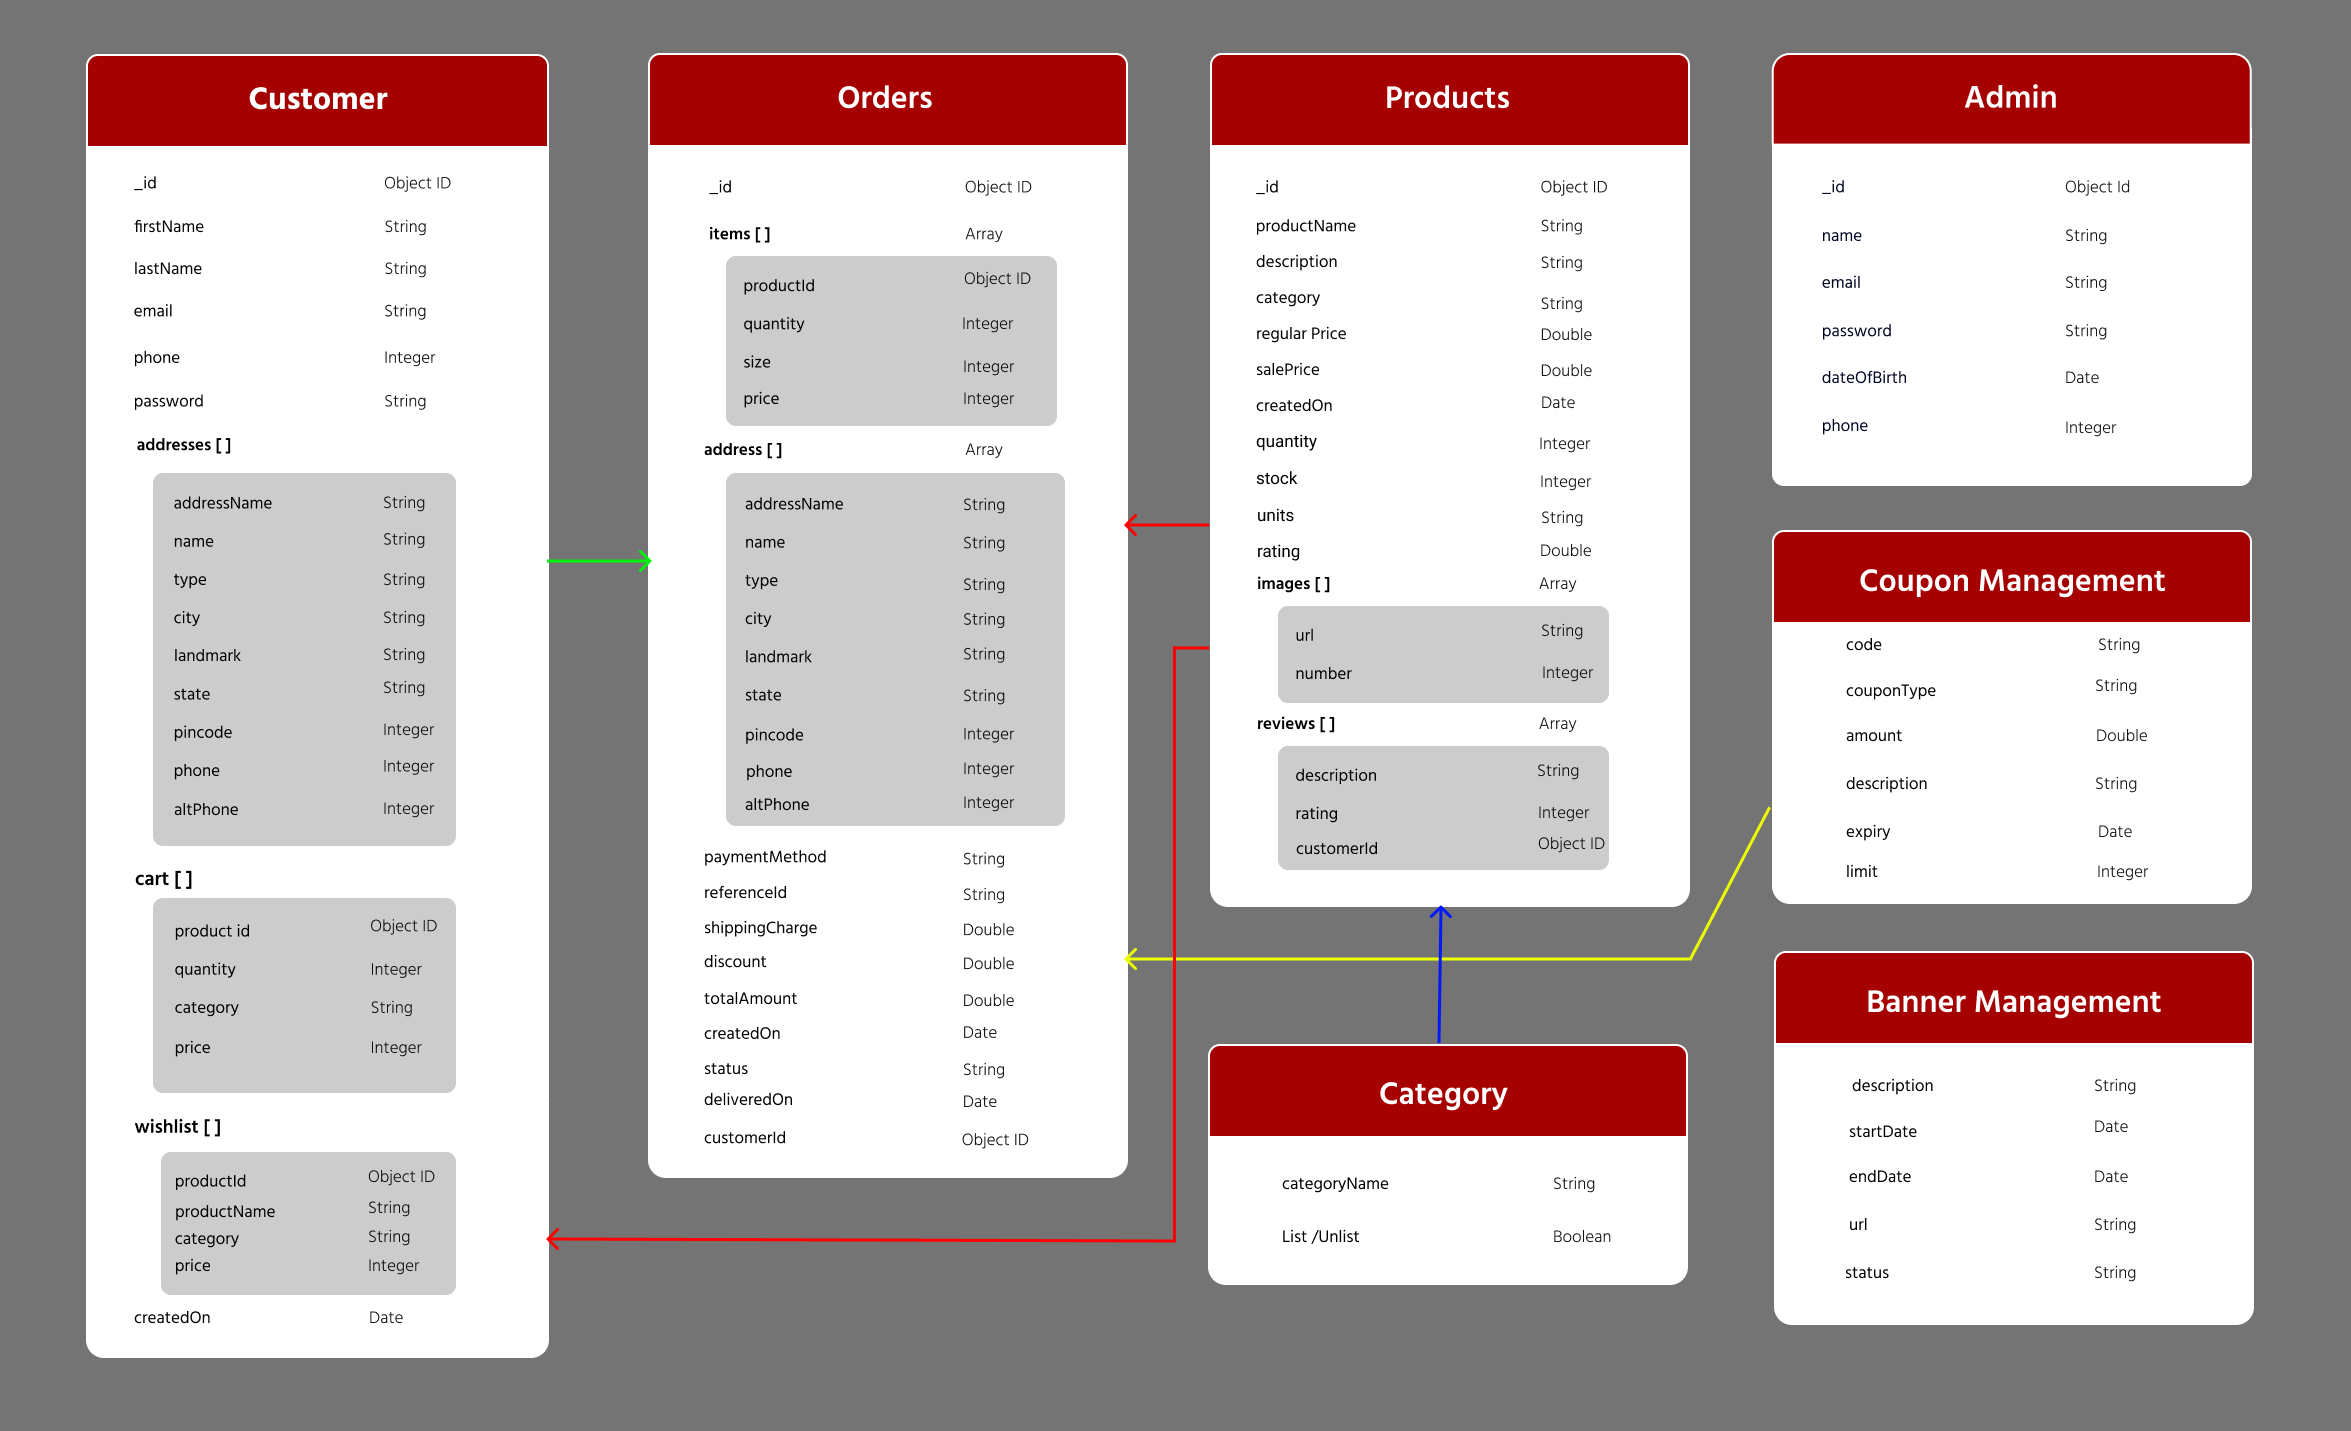 Customer
_id Object ID
firstName String
lastName String
email String
phone Integer
password String
addresses [ ]
addressName String
name String
type String
city String
landmark String
state String
pincode Integer
phone Integer
altPhone Integer
cart [ ]
product id Object ID
quantity Integer
category String
price Integer
wishlist [ ]
productId Object ID
productName String
category String
price Integer
createdOn Date
Orders
_id Object ID
items [ ] Array
productId Object ID
quantity Integer
size Integer
price Integer
address [ ] Array
addressName String
name String
type String
city String
landmark String
state String
pincode Integer
phone Integer
altPhone Integer
paymentMethod String
referenceId String
shippingCharge Double
discount Double
totalAmount Double
createdOn Date
status String
deliveredOn Date
customerId Object ID
Products
_id Object ID
productName String
description String
category String
regular Price Double
salePrice Double
createdOn Date
quantity Integer
stock Integer
units String
rating Double
images [ ] Array
url String
number Integer
reviews [ ] Array
description String
rating Integer
customerId Object ID
Category
categoryName String
List /Unlist Boolean
Admin
_id Object Id
name String
email String
password String
dateOfBirth Date
phone Integer
Coupon Management
code String
couponType String
amount Double
description String
expiry Date
limit Integer
Banner Management
description String
startDate Date
endDate Date
url String
status String